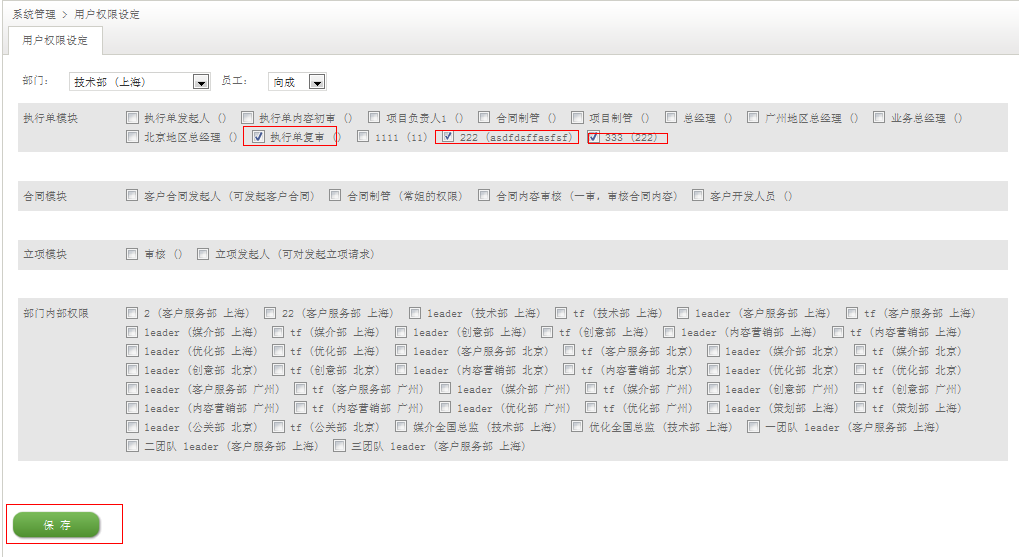 系统管理 > 用户权限设定
用户权限设定
部门: 技术部 (上海) 员工: 向成
执行单模块 执行单发起人 () 执行单内容初审 () 项目负责人1 () 合同制管 () 项目制管 () 总经理 () 广州地区总经理 () 业务总经理 ()
北京地区总经理 () 执行单复审 () 1111 (11) 222 (asdfdsffasfsf) 333 (222)
合同模块 客户合同发起人 (可发起客户合同) 合同制管 (常姐的权限) 合同内容审核 (一审, 审核合同内容) 客户开发人员 ()
立项模块 审核 () 立项发起人 (可对发起立项请求)
部门内部权限 2 (客户服务部 上海) 22 (客户服务部 上海) leader (技术部 上海) tf (技术部 上海) leader (客户服务部 上海) tf (客户服务部 上海)
leader (媒介部 上海) tf (媒介部 上海) leader (创意部 上海) tf (创意部 上海) leader (内容营销部 上海) tf (内容营销部 上海)
leader (优化部 上海) tf (优化部 上海) leader (客户服务部 北京) tf (客户服务部 北京) leader (媒介部 北京) tf (媒介部 北京)
leader (创意部 北京) tf (创意部 北京) leader (内容营销部 北京) tf (内容营销部 北京) leader (优化部 北京) tf (优化部 北京)
leader (客户服务部 广州) tf (客户服务部 广州) leader (媒介部 广州) tf (媒介部 广州) leader (创意部 广州) tf (创意部 广州)
leader (内容营销部 广州) tf (内容营销部 广州) leader (优化部 广州) tf (优化部 广州) leader (策划部 上海) tf (策划部 上海)
leader (公关部 北京) tf (公关部 北京) 媒介全国总监 (技术部 上海) 优化全国总监 (技术部 上海) 一团队 leader (客户服务部 上海)
二团队 leader (客户服务部 上海) 三团队 leader (客户服务部 上海)
保 存